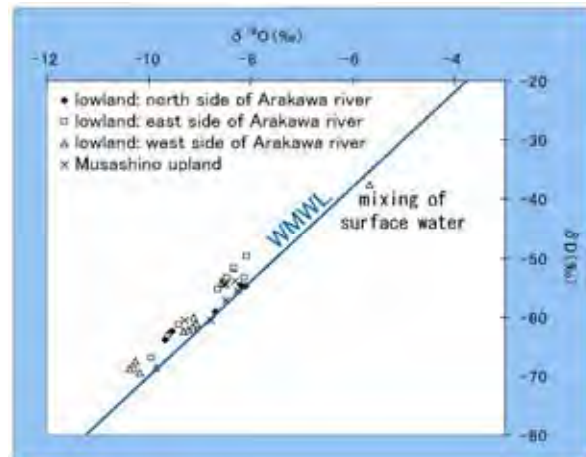 δ ¹⁸O(‰)
-12 -10 -8 -6 -4
● lowland: north side of Arakawa river
□ lowland: east side of Arakawa river
△ lowland: west side of Arakawa river
× Musashino upland
WMWL
mixing of
surface water
-20
-30
-40
-50
-60
-70
-80
δD(‰)